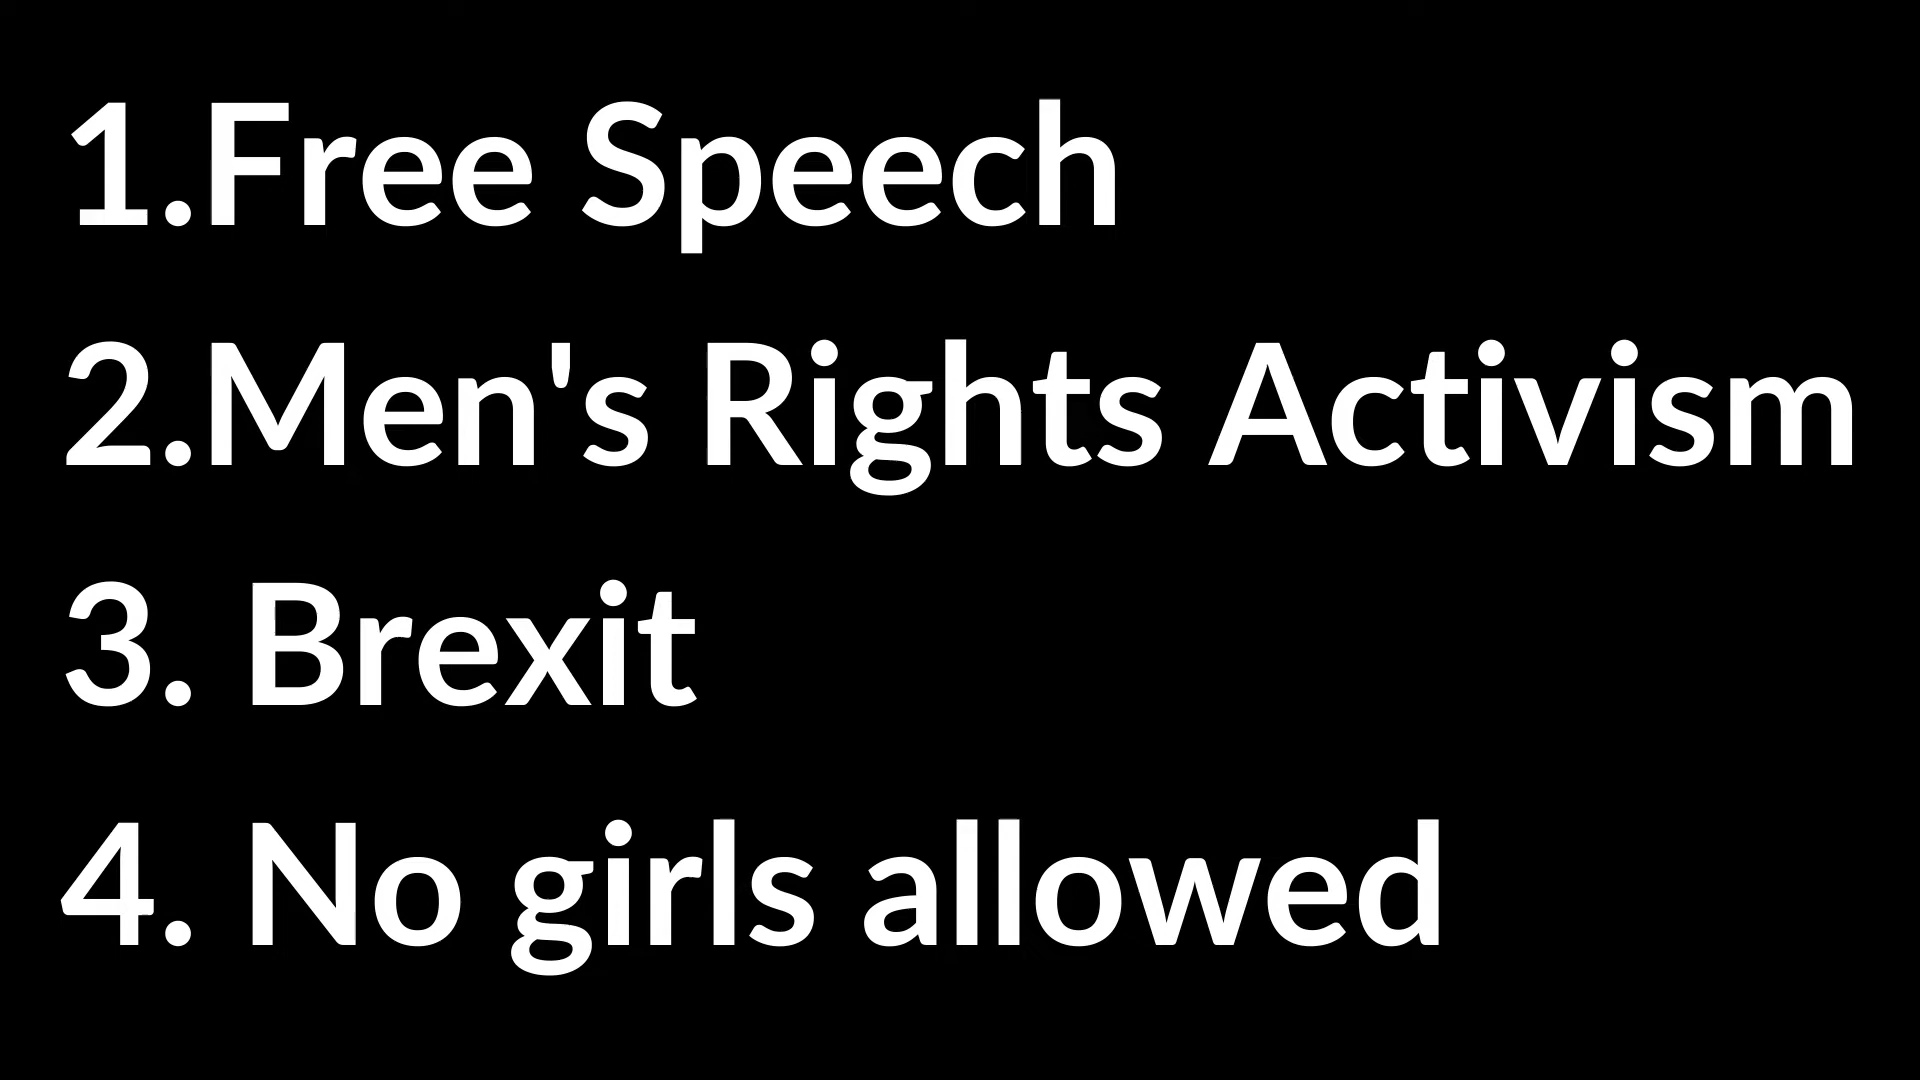 1.Free Speech
2.Men's Rights Activism
3. Brexit
4. No girls allowed